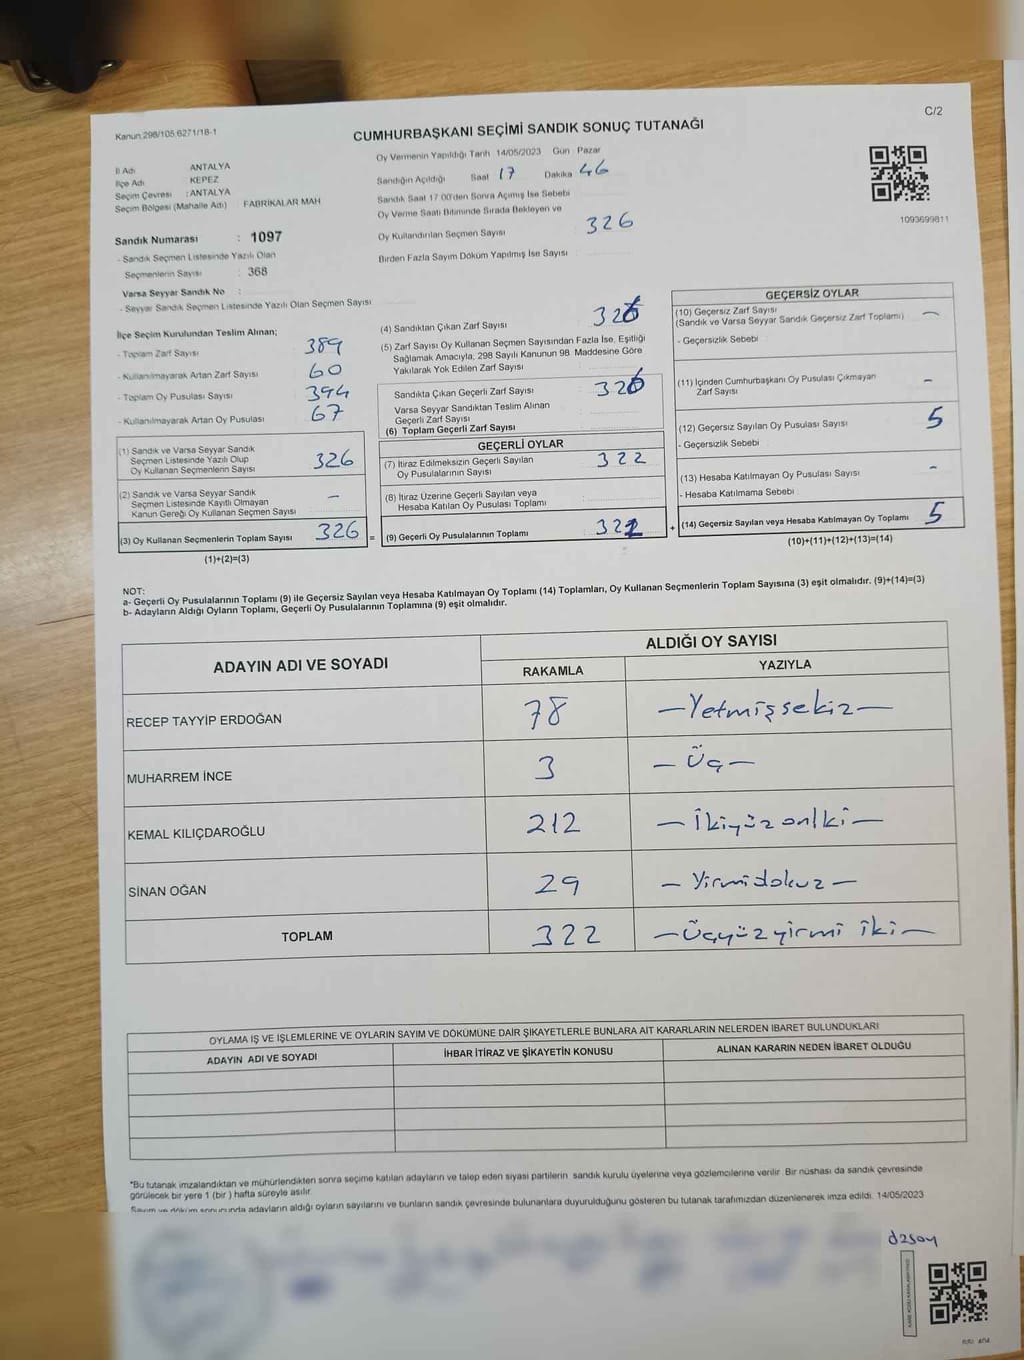 C/2
Kanun 298/105,6271/18-1
CUMHURBAŞKANI SEÇİMİ SANDIK SONUÇ TUTANAĞI
İl Adı ANTALYA
İlçe Adı KEPEZ
Seçim Çevresi : ANTALYA
Seçim Bölgesi (Mahalle Adı) FABRİKALAR MAH
Oy Vermenin Yapıldığı Tarih 14/05/2023 Gün : Pazar
Sandığın Açıldığı Saat 17 Dakika 46
Sandık Saat 17:00'den Sonra Açımış İse Sebebi
Oy Verme Saati Bitiminde Sırada Bekleyen ve
Oy Kullandırılan Seçmen Sayısı 326
Birden Fazla Sayım Döküm Yapılmış İse Sayısı
1093699811
Sandık Numarası : 1097
- Sandık Seçmen Listesinde Yazılı Olan
Seçmenlerin Sayısı : 368
Varsa Seyyar Sandık No :
- Seyyar Sandık Seçmen Listesinde Yazılı Olan Seçmen Sayısı
İlçe Seçim Kurulundan Teslim Alınan;
- Toplam Zarf Sayısı 389
- Kullanılmayarak Artan Zarf Sayısı 60
- Toplam Oy Pusulası Sayısı 394
- Kullanılmayarak Artan Oy Pusulası 67
(1) Sandık ve Varsa Seyyar Sandık
Seçmen Listesinde Yazılı Olup
Oy Kullanan Seçmenlerin Sayısı 326
(2) Sandık ve Varsa Seyyar Sandık
Seçmen Listesinde Kayıtlı Olmayan
Kanun Gereği Oy Kullanan Seçmen Sayısı –
(3) Oy Kullanan Seçmenlerin Toplam Sayısı 326 =
(1)+(2)=(3)
(4) Sandıktan Çıkan Zarf Sayısı 326
(5) Zarf Sayısı Oy Kullanan Seçmen Sayısından Fazla İse, Eşitliği
Sağlamak Amacıyla, 298 Sayılı Kanunun 98. Maddesine Göre
Yakılarak Yok Edilen Zarf Sayısı
Sandıkta Çıkan Geçerli Zarf Sayısı 326
Varsa Seyyar Sandıktan Teslim Alınan
Geçerli Zarf Sayısı
(6) Toplam Geçerli Zarf Sayısı
GEÇERLİ OYLAR
(7) İtiraz Edilmeksizin Geçerli Sayılan
Oy Pusulalarının Sayısı 322
(8) İtiraz Üzerine Geçerli Sayılan veya
Hesaba Katılan Oy Pusulası Toplamı
(9) Geçerli Oy Pusulalarının Toplamı 322 +
GEÇERSİZ OYLAR
(10) Geçersiz Zarf Sayısı
(Sandık ve Varsa Seyyar Sandık Geçersiz Zarf Toplamı) –
- Geçersizlik Sebebi
(11) İçinden Cumhurbaşkanı Oy Pusulası Çıkmayan
Zarf Sayısı –
(12) Geçersiz Sayılan Oy Pusulası Sayısı 5
- Geçersizlik Sebebi
(13) Hesaba Katılmayan Oy Pusulası Sayısı –
- Hesaba Katılmama Sebebi
(14) Geçersiz Sayılan veya Hesaba Katılmayan Oy Toplamı 5
(10)+(11)+(12)+(13)=(14)
NOT:
a- Geçerli Oy Pusulalarının Toplamı (9) ile Geçersiz Sayılan veya Hesaba Katılmayan Oy Toplamı (14) Toplamları, Oy Kullanan Seçmenlerin Toplam Sayısına (3) eşit olmalıdır. (9)+(14)=(3)
b- Adayların Aldığı Oyların Toplamı, Geçerli Oy Pusulalarının Toplamına (9) eşit olmalıdır.
ADAYIN ADI VE SOYADI ALDIĞI OY SAYISI
RAKAMLA YAZIYLA
RECEP TAYYİP ERDOĞAN 78 – Yetmişsekiz –
MUHARREM İNCE 3 – Üç –
KEMAL KILIÇDAROĞLU 212 – İkiyüz oniki –
SİNAN OĞAN 29 – Yirmidokuz –
TOPLAM 322 – Üçyüzyirmi iki –
OYLAMA İŞ VE İŞLEMLERİNE VE OYLARIN SAYIM VE DÖKÜMÜNE DAİR ŞİKAYETLERLE BUNLARA AİT KARARLARIN NELERDEN İBARET BULUNDUKLARI
ADAYIN ADI VE SOYADI İHBAR İTİRAZ VE ŞİKAYETİN KONUSU ALINAN KARARIN NEDEN İBARET OLDUĞU
*Bu tutanak imzalandıktan ve mühürlendikten sonra seçime katılan adayların ve talep eden siyasi partilerin sandık kurulu üyelerine veya gözlemcilerine verilir. Bir nüshası da sandık çevresinde
görülecek bir yere 1 (bir ) hafta süreyle asılır.
Sayım ve döküm sonucunda adayların aldığı oyların sayılarını ve bunların sandık çevresinde bulunanlara duyurulduğunu gösteren bu tutanak tarafımızdan düzenlenerek imza edildi. 14/05/2023